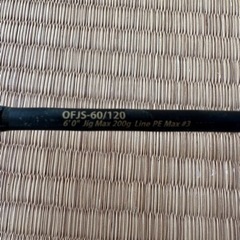 OFJS-60/120
6'0" Jig Max 200g Line PE Max #3